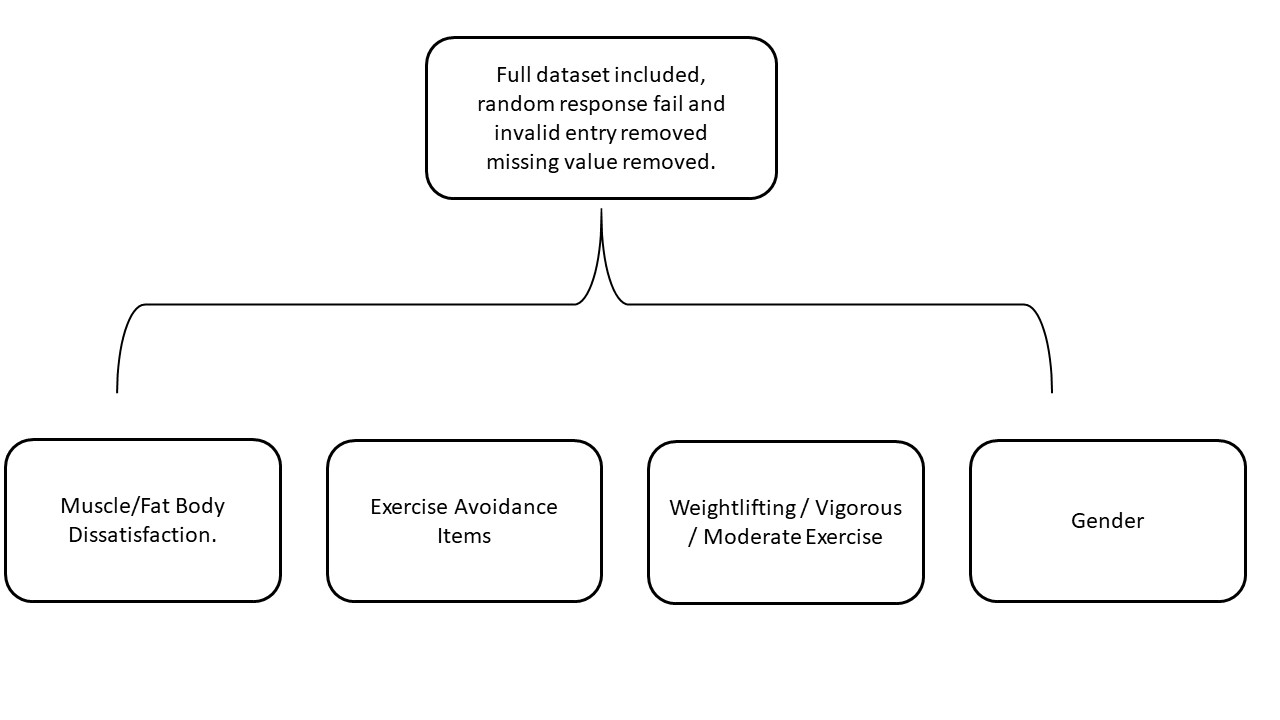 Full dataset included,
random response fail and
invalid entry removed
missing value removed.
Muscle/Fat Body
Dissatisfaction.
Exercise Avoidance
Items
Weightlifting / Vigorous
/ Moderate Exercise
Gender